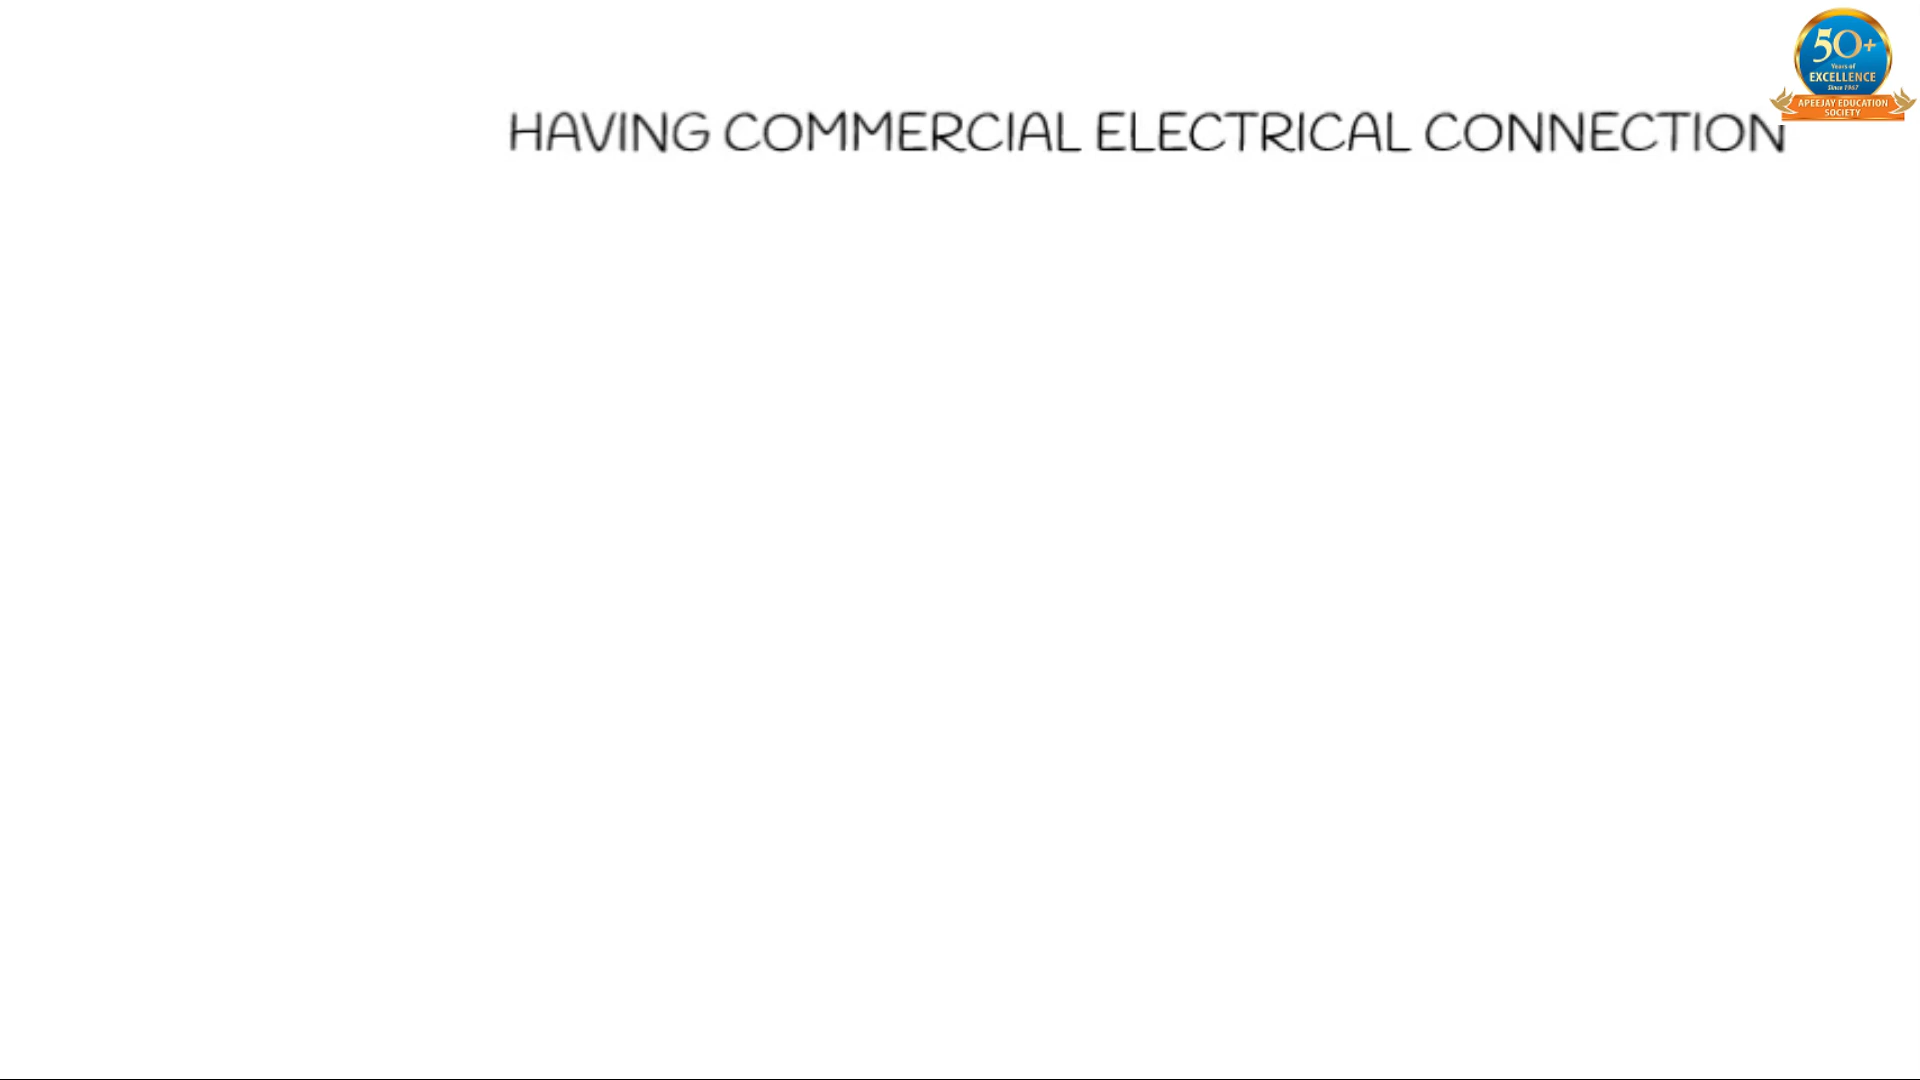 50+
Years of
EXCELLENCE
Since 1967
APEEJAY EDUCATION
SOCIETY
HAVING COMMERCIAL ELECTRICAL CONNECTION